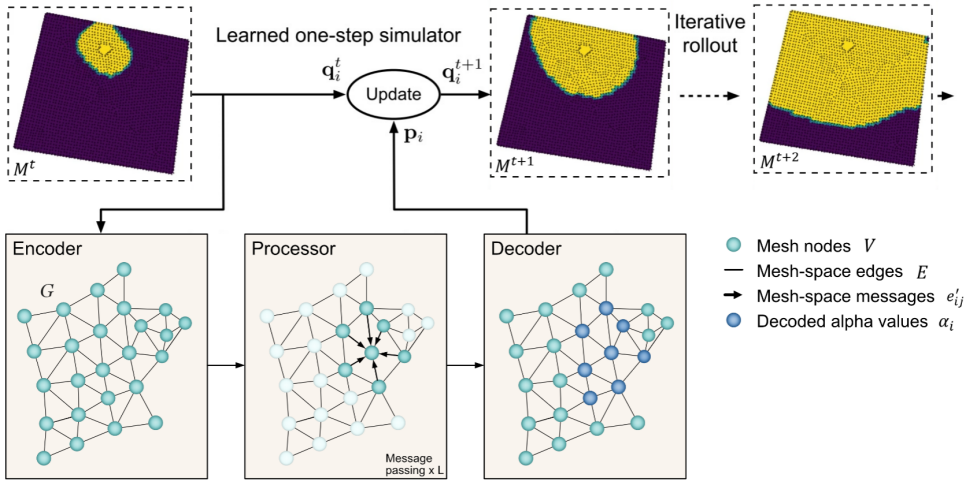 Learned one-step simulator
Iterative
rollout
q_i^t
q_i^{t+1}
Update
p_i
M^t
M^{t+1}
M^{t+2}
Encoder
Processor
Decoder
G
Message
passing x L
Mesh nodes V
Mesh-space edges E
Mesh-space messages e'_{ij}
Decoded alpha values α_i